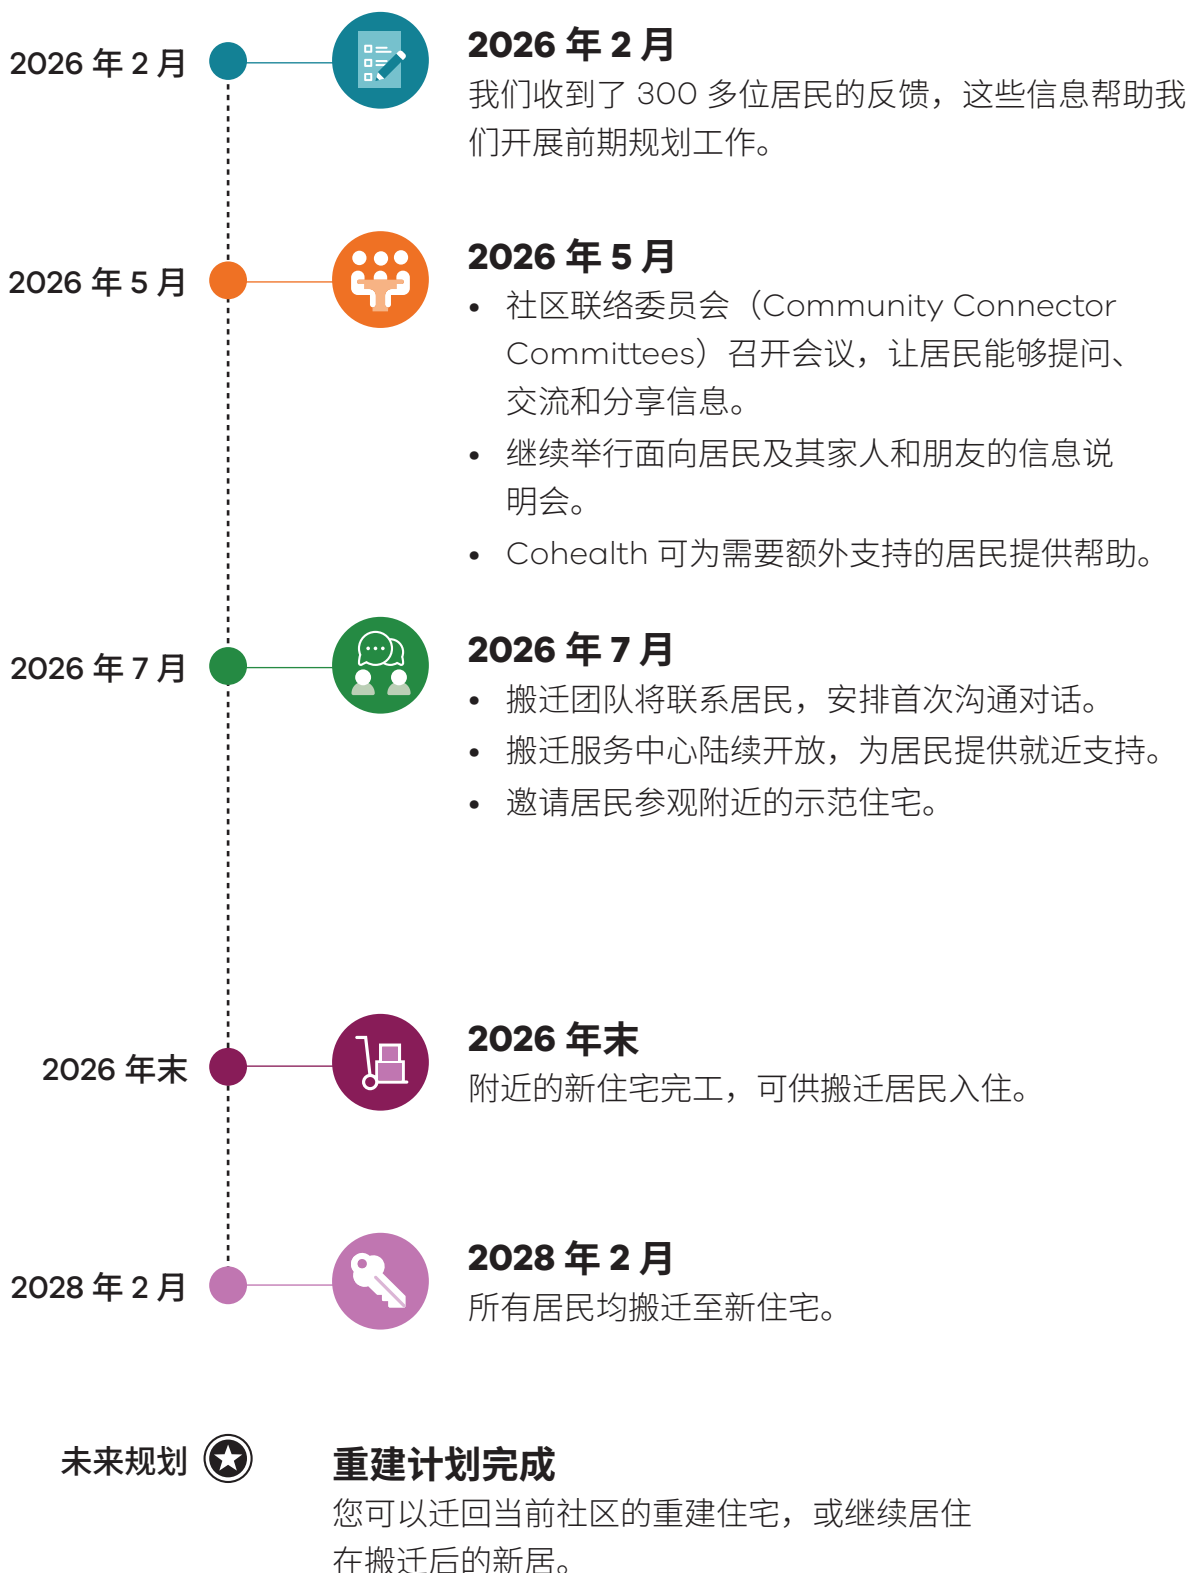 2026 年 2 月
2026 年 2 月
我们收到了 300 多位居民的反馈，这些信息帮助我
们开展前期规划工作。
2026 年 5 月
2026 年 5 月
• 社区联络委员会（Community Connector
Committees）召开会议，让居民能够提问、
交流和分享信息。
• 继续举行面向居民及其家人和朋友的信息说
明会。
• Cohealth 可为需要额外支持的居民提供帮助。
2026 年 7 月
2026 年 7 月
• 搬迁团队将联系居民，安排首次沟通对话。
• 搬迁服务中心陆续开放，为居民提供就近支持。
• 邀请居民参观附近的示范住宅。
2026 年末
2026 年末
附近的新住宅完工，可供搬迁居民入住。
2028 年 2 月
2028 年 2 月
所有居民均搬迁至新住宅。
未来规划
重建计划完成
您可以迁回当前社区的重建住宅，或继续居住
在搬迁后的新居。